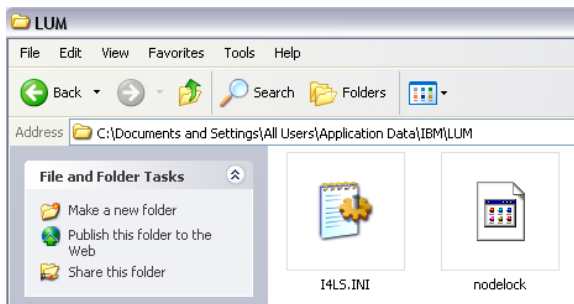 LUM
File Edit View Favorites Tools Help
Back Search Folders
Address C:\Documents and Settings\All Users\Application Data\IBM\LUM
File and Folder Tasks
Make a new folder
Publish this folder to the
Web
Share this folder
I4LS.INI nodelock